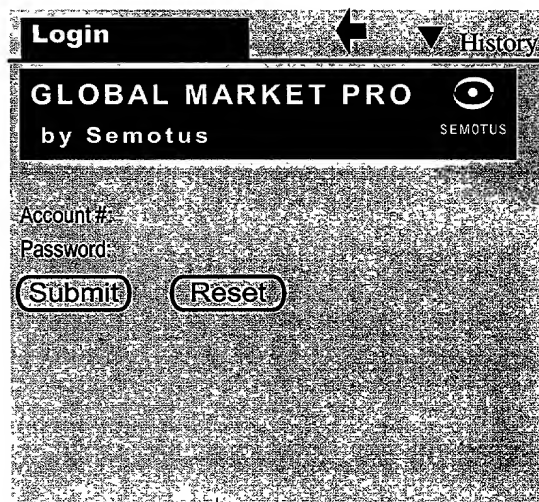 Login
History
GLOBAL MARKET PRO
by Semotus
SEMOTUS
Account #:
Password:
Submit Reset